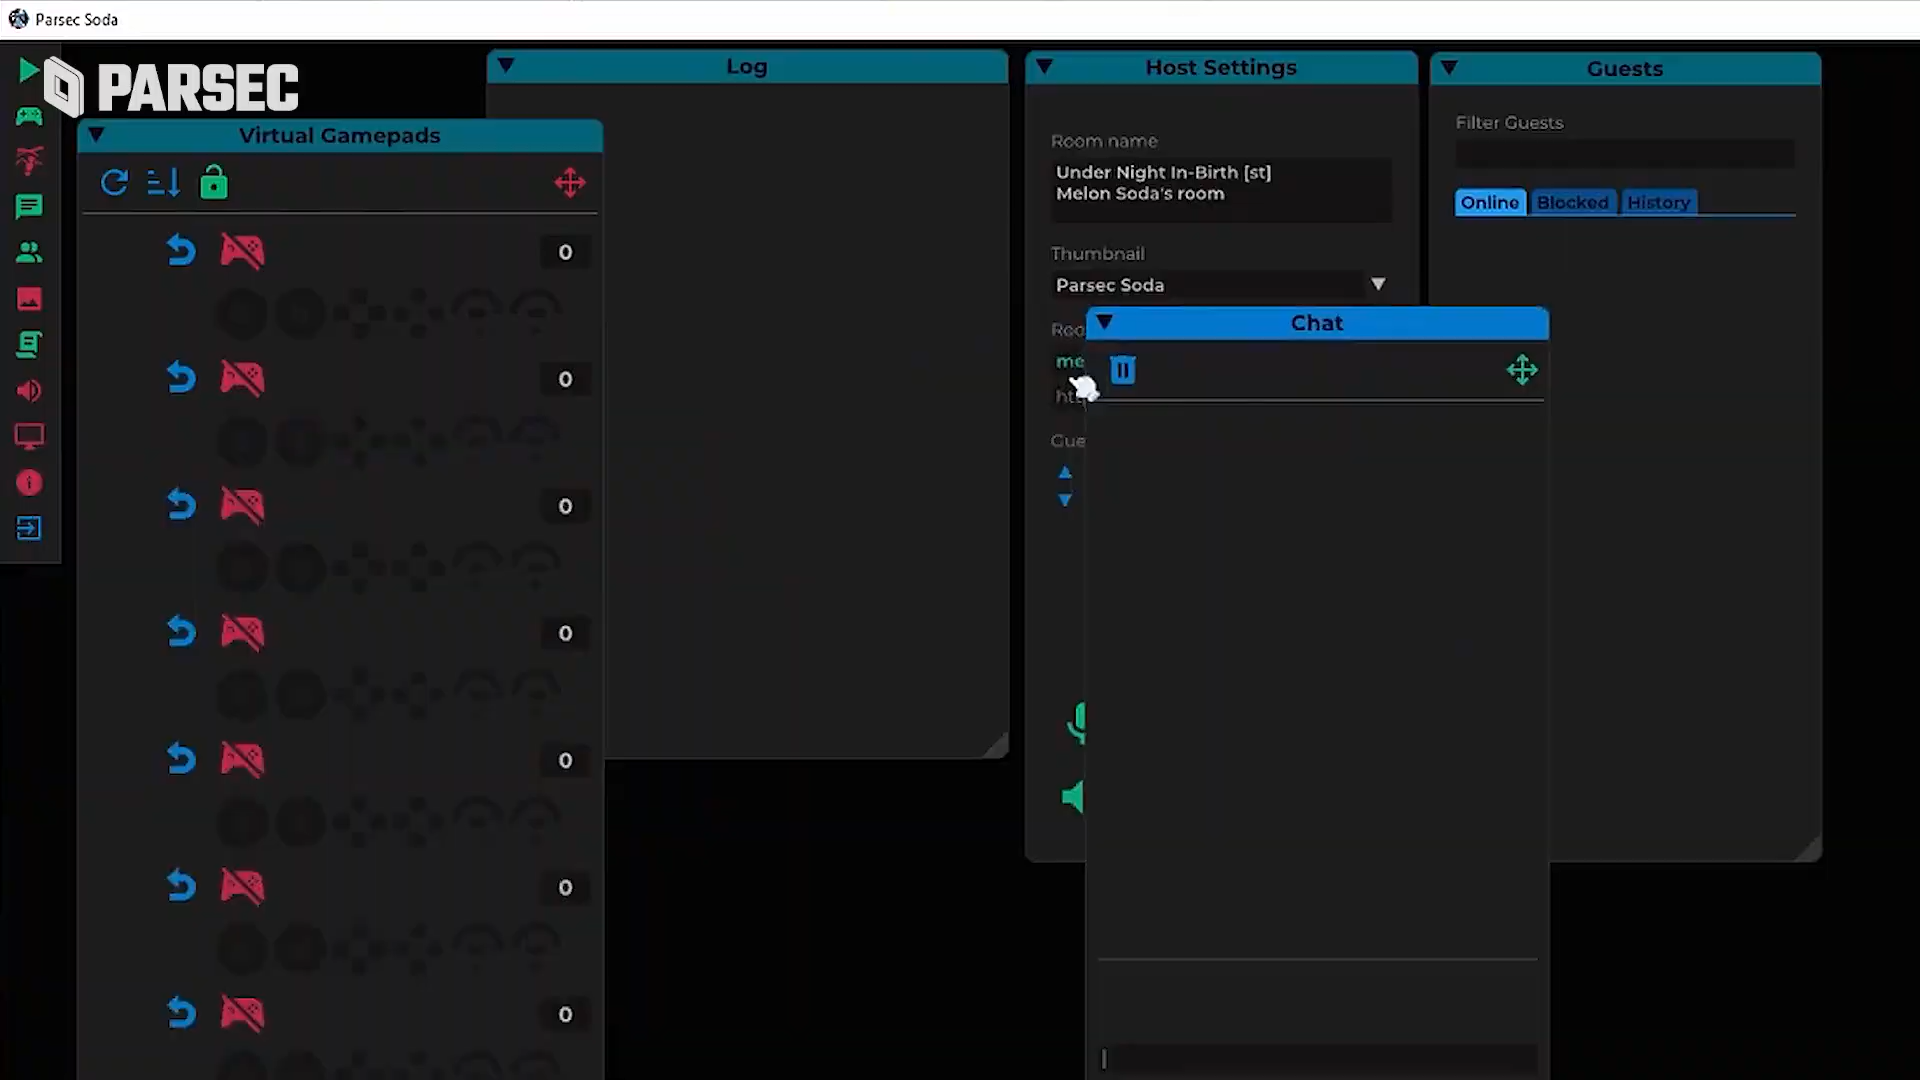 Parsec Soda
PARSEC
Virtual Gamepads
0
0
0
0
0
0
0
Log
Host Settings
Room name
Under Night In-Birth [st]
Melon Soda's room
Thumbnail
Parsec Soda
Chat
Guests
Filter Guests
Online
Blocked
History